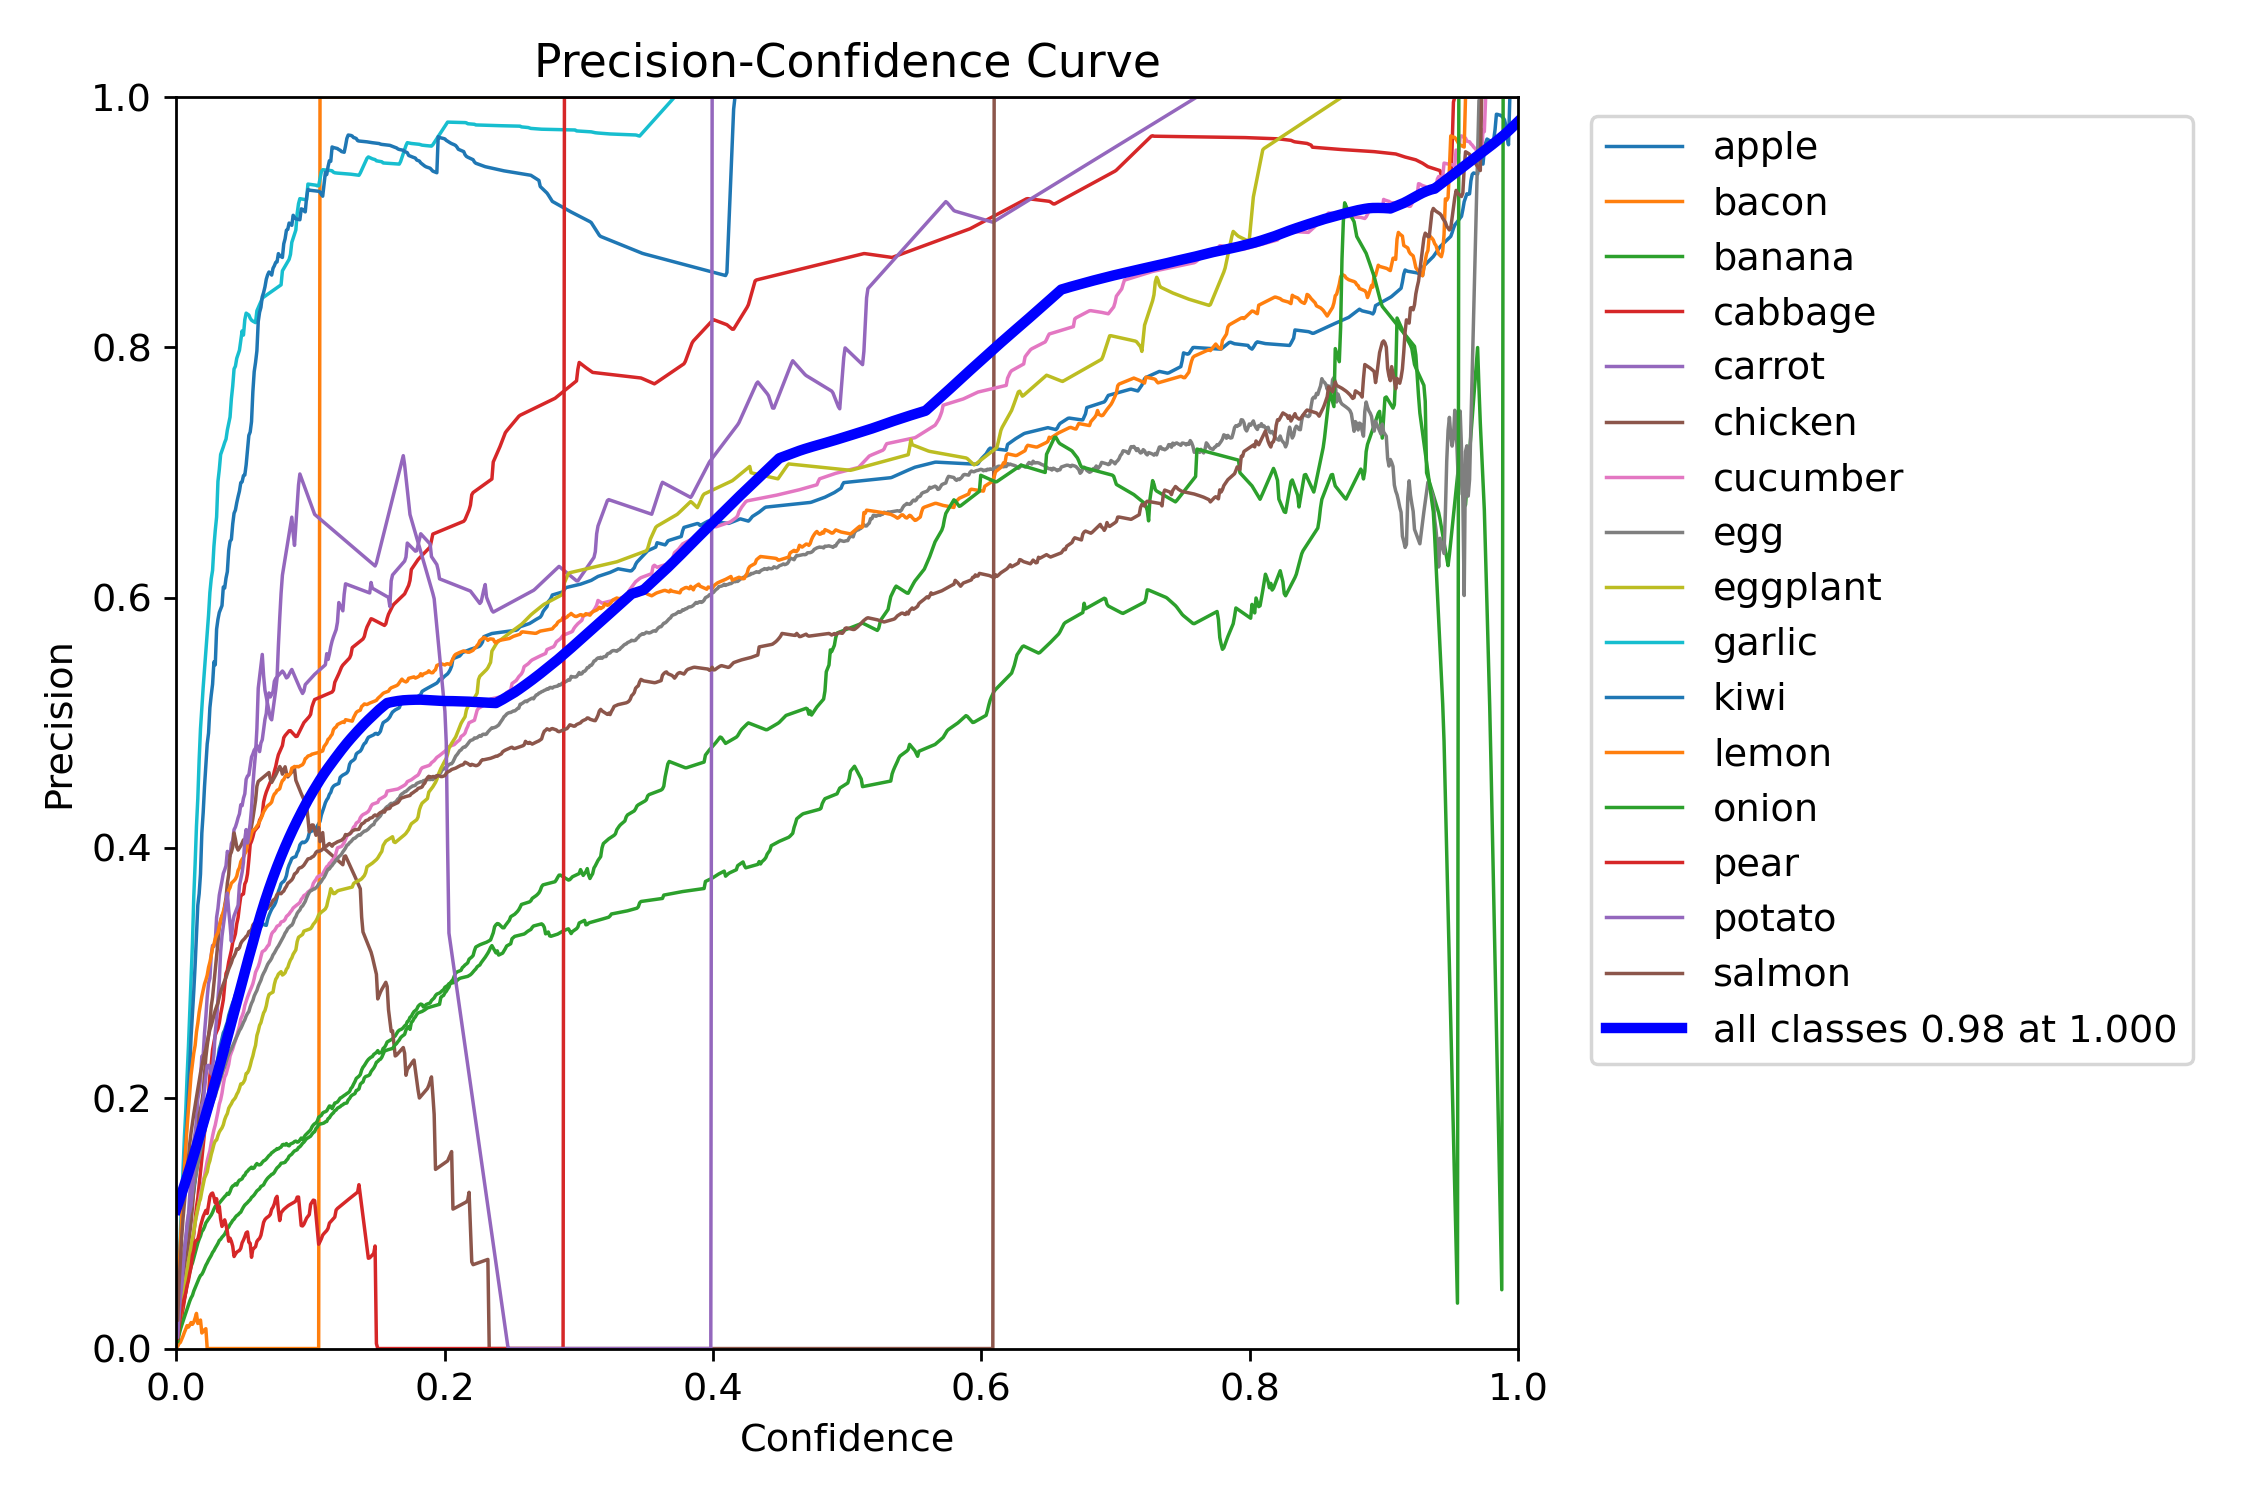 Precision-Confidence Curve
1.0
0.8
0.6
0.4
0.2
0.0
Precision
0.0 0.2 0.4 0.6 0.8 1.0
Confidence
apple
bacon
banana
cabbage
carrot
chicken
cucumber
egg
eggplant
garlic
kiwi
lemon
onion
pear
potato
salmon
all classes 0.98 at 1.000